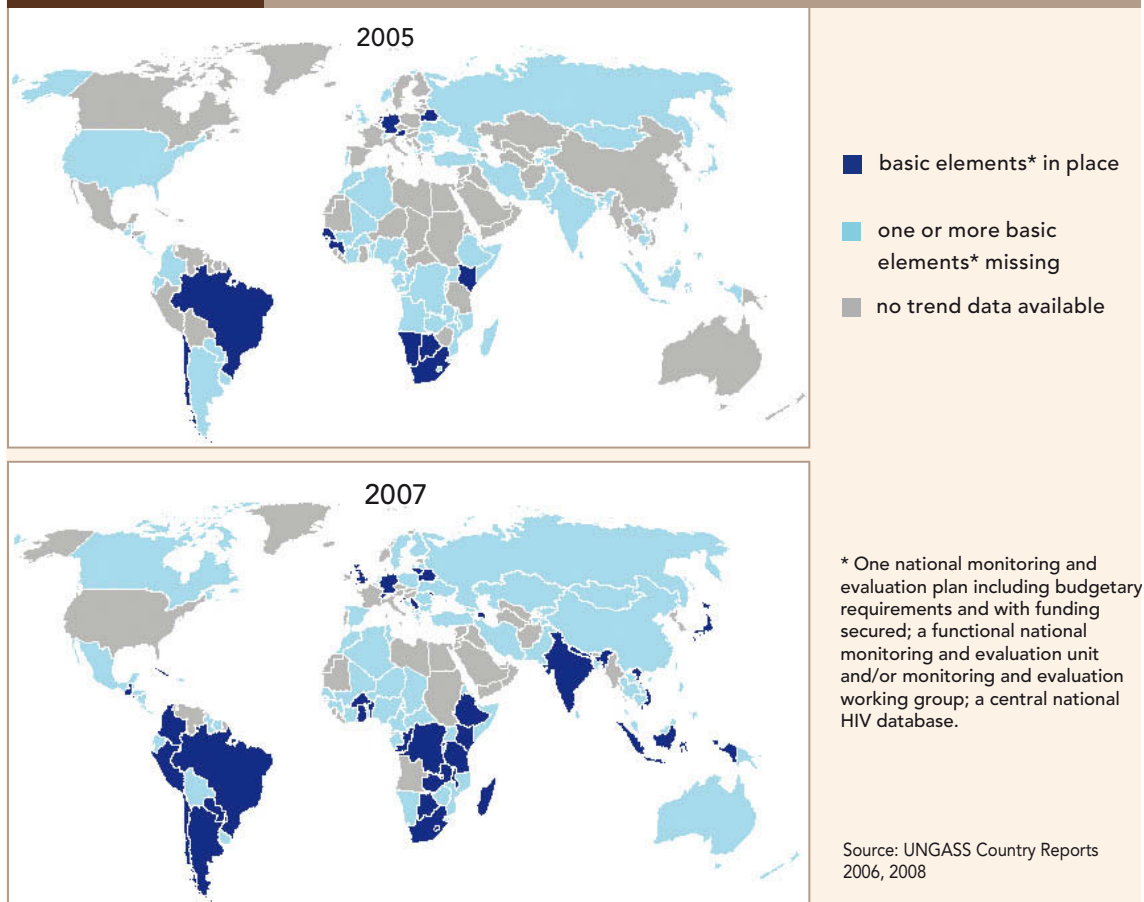 2005
basic elements* in place
one or more basic
elements* missing
no trend data available
2007
* One national monitoring and
evaluation plan including budgetary
requirements and with funding
secured; a functional national
monitoring and evaluation unit
and/or monitoring and evaluation
working group; a central national
HIV database.
Source: UNGASS Country Reports
2006, 2008